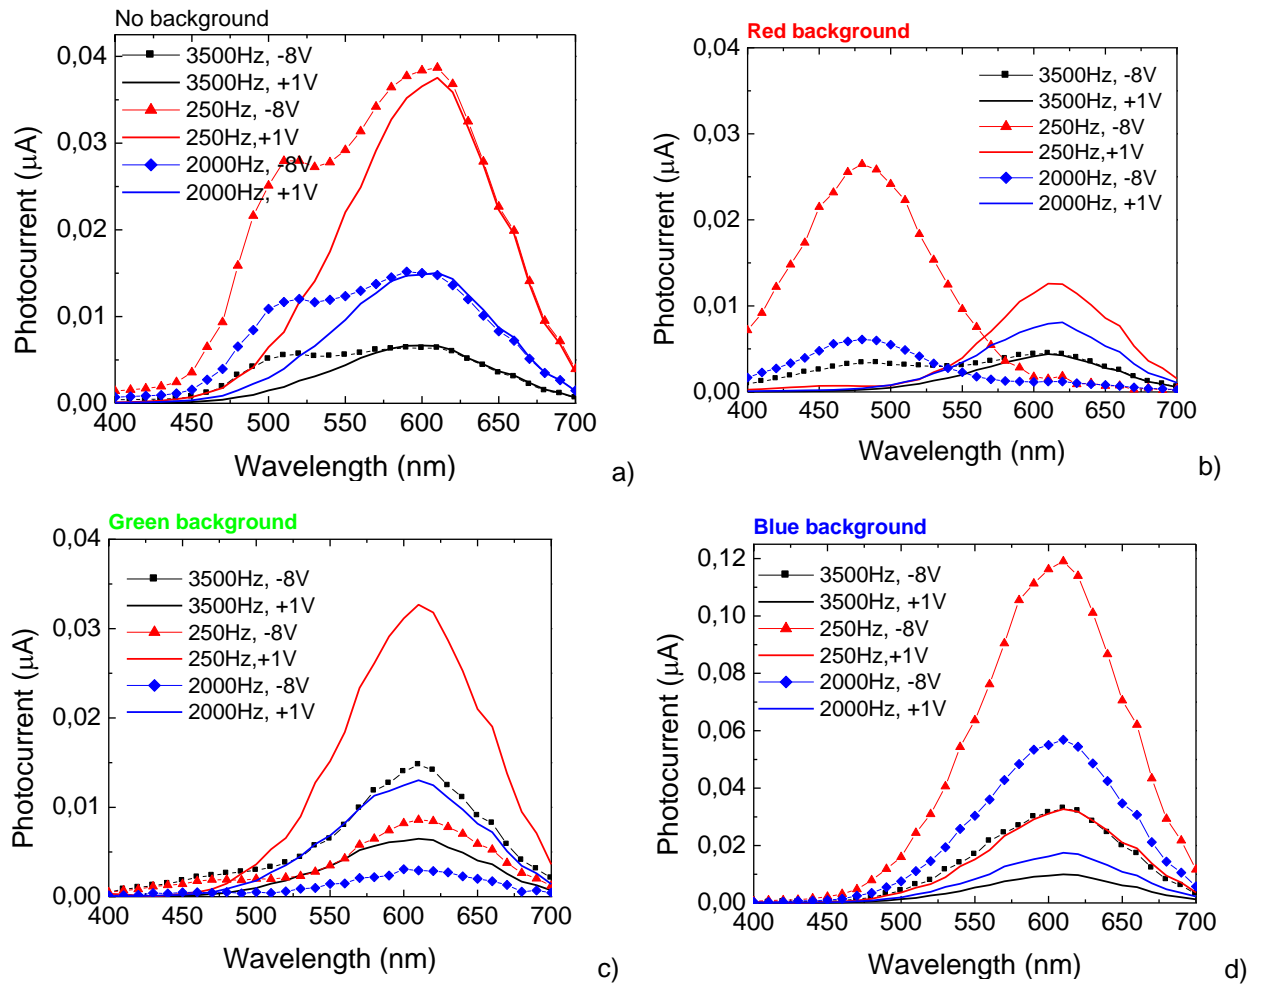 No background
0,04
0,03
0,02
0,01
0,00
Photocurrent (μA)
3500Hz, -8V
3500Hz, +1V
250Hz, -8V
250Hz,+1V
2000Hz, -8V
2000Hz, +1V
400 450 500 550 600 650 700
Wavelength (nm)
a)
Red background
0,04
0,03
0,02
0,01
0,00
Photocurrent (μA)
3500Hz, -8V
3500Hz, +1V
250Hz, -8V
250Hz,+1V
2000Hz, -8V
2000Hz, +1V
400 450 500 550 600 650 700
Wavelength (nm)
b)
Green background
0,04
0,03
0,02
0,01
0,00
Photocurrent (μA)
3500Hz, -8V
3500Hz, +1V
250Hz, -8V
250Hz,+1V
2000Hz, -8V
2000Hz, +1V
400 450 500 550 600 650 700
Wavelength (nm)
c)
Blue background
0,12
0,10
0,08
0,06
0,04
0,02
0,00
Photocurrent (μA)
3500Hz, -8V
3500Hz, +1V
250Hz, -8V
250Hz,+1V
2000Hz, -8V
2000Hz, +1V
400 450 500 550 600 650 700
Wavelength (nm)
d)